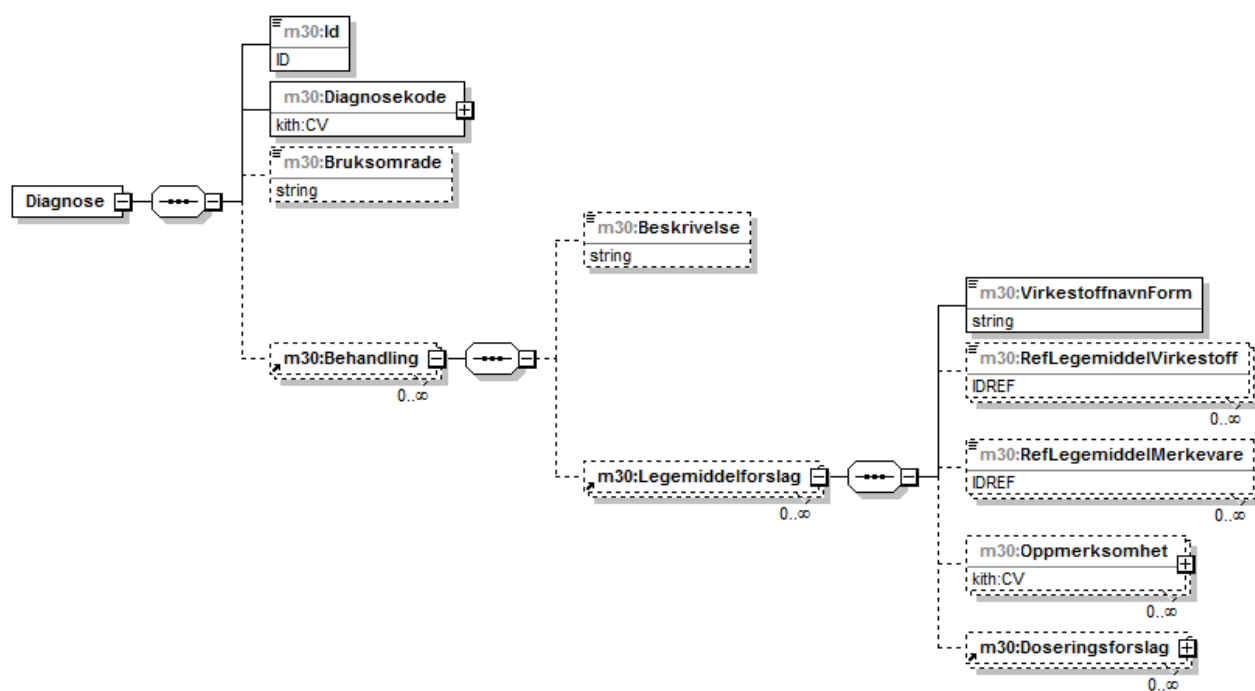 m30:Id
ID
m30:Diagnosekode
kith:CV
m30:Bruksomrade
string
Diagnose
m30:Behandling
0..∞
m30:Beskrivelse
string
m30:Legemiddelforslag
0..∞
m30:VirkestoffnavnForm
string
m30:RefLegemiddelVirkestoff
IDREF
0..∞
m30:RefLegemiddelMerkevare
IDREF
0..∞
m30:Oppmerksomhet
kith:CV
0..∞
m30:Doseringsforslag
0..∞